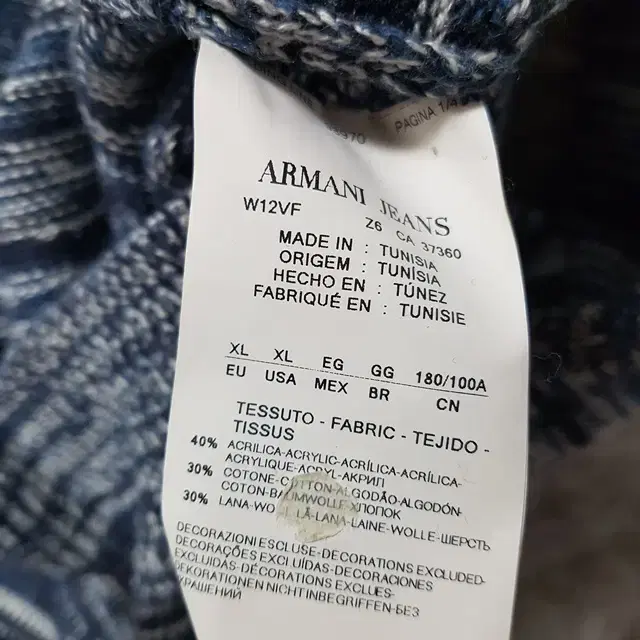 PAGINA 1/4
ARMANI JEANS
W12VF Z6 CA 37360
MADE IN : TUNISIA
ORIGEM : TUNÍSIA
HECHO EN : TÚNEZ
FABRIQUÉ EN : TUNISIE
XL XL EG GG 180/100A
EU USA MEX BR CN
TESSUTO - FABRIC - TEJIDO -
TISSUS
40% ACRILICA-ACRYLIC-ACRÍLICA-ACRÍLICA-
ACRYLIQUE-ACRYL-АКРИЛ
30% COTONE-COTTON-ALGODÃO-ALGODÓN-
COTON-BAUMWOLLE-ХЛОПОК
30% LANA-WO LÃ-LANA-LAINE-WOLLE-ШЕРСТЬ
DECORAZIONI ESCLUSE-DECORATIONS EXCLUDED-
DECORAÇÕES EXCLUÍDAS-DECORACIONES
EXCLUIDAS-DÉCORATIONS EXCLUES-
DEKORATIONEN NICHT INBEGRIFFEN-БЕЗ
УКРАШЕНИЙ